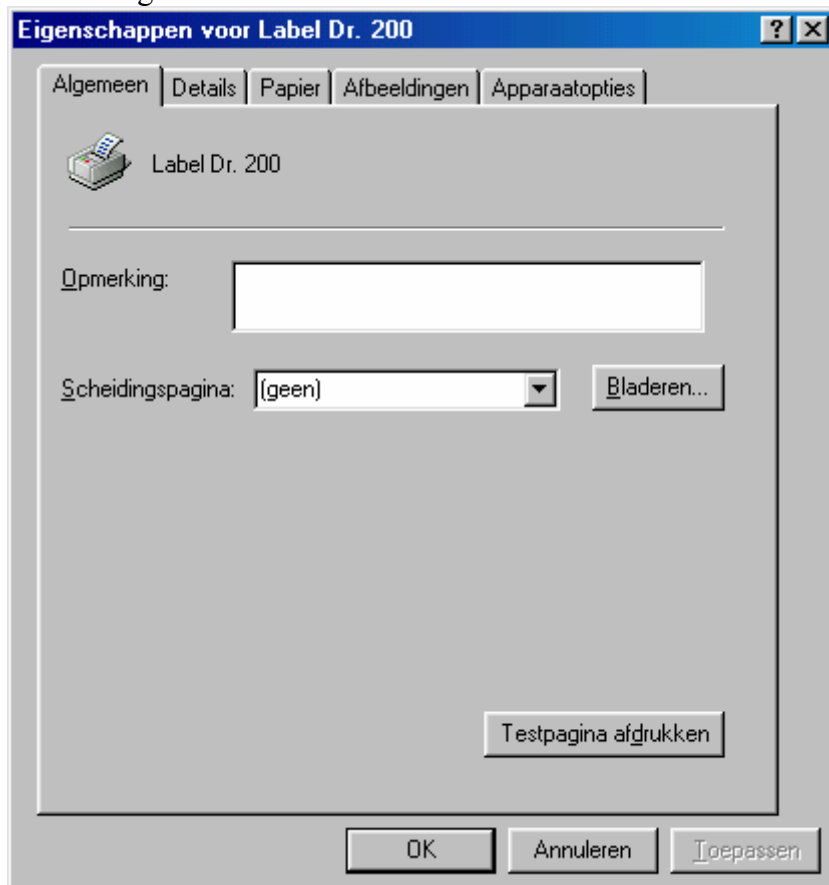 Eigenschappen voor Label Dr. 200
Algemeen Details Papier Afbeeldingen Apparaatopties
Label Dr. 200
Opmerking:
Scheidingspagina: (geen) Bladeren...
Testpagina afdrukken
OK Annuleren Toepassen